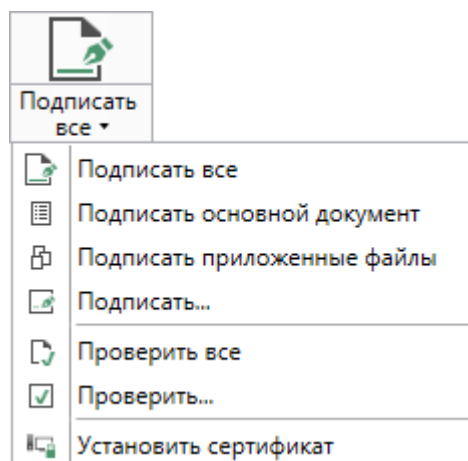 Подписать
все
Подписать все
Подписать основной документ
Подписать приложенные файлы
Подписать...
Проверить все
Проверить...
Установить сертификат